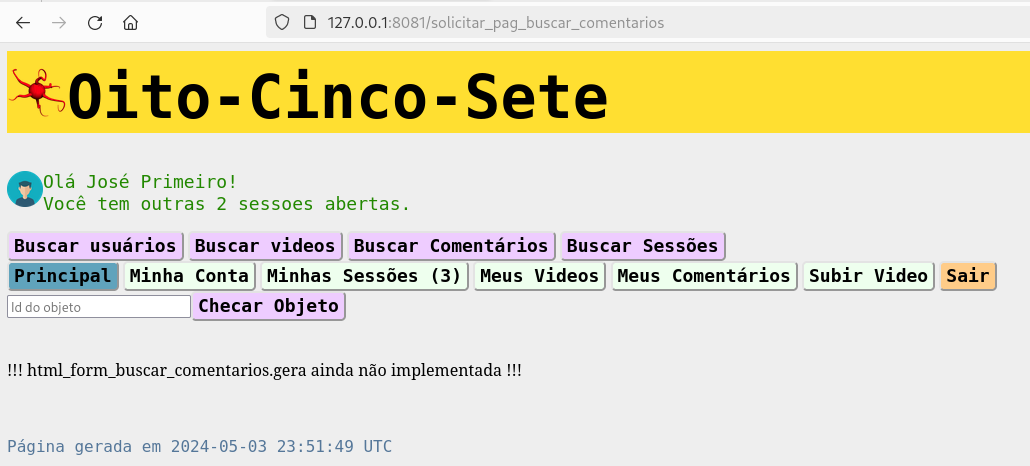 127.0.0.1:8081/solicitar_pag_buscar_comentarios
Oito-Cinco-Sete
Olá José Primeiro!
Você tem outras 2 sessoes abertas.
Buscar usuários Buscar videos Buscar Comentários Buscar Sessões
Principal Minha Conta Minhas Sessões (3) Meus Videos Meus Comentários Subir Video Sair
Id do objeto Checar Objeto
!!! html_form_buscar_comentarios.gera ainda não implementada !!!
Página gerada em 2024-05-03 23:51:49 UTC